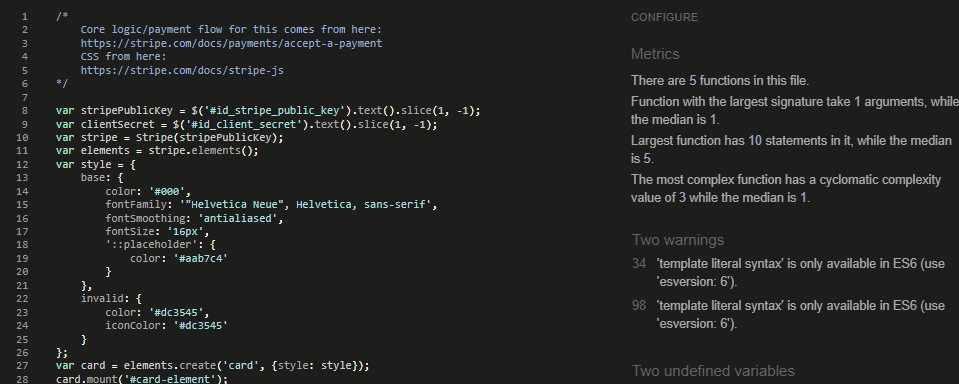 1 /*
2 Core logic/payment flow for this comes from here:
3 https://stripe.com/docs/payments/accept-a-payment
4 CSS from here:
5 https://stripe.com/docs/stripe-js
6 */
7
8 var stripePublicKey = $('#id_stripe_public_key').text().slice(1, -1);
9 var clientSecret = $('#id_client_secret').text().slice(1, -1);
10 var stripe = Stripe(stripePublicKey);
11 var elements = stripe.elements();
12 var style = {
13 base: {
14 color: '#000',
15 fontFamily: '"Helvetica Neue", Helvetica, sans-serif',
16 fontSmoothing: 'antialiased',
17 fontSize: '16px',
18 '::placeholder': {
19 color: '#aab7c4'
20 }
21 },
22 invalid: {
23 color: '#dc3545',
24 iconColor: '#dc3545'
25 }
26 };
27 var card = elements.create('card', {style: style});
28 card.mount('#card-element');
CONFIGURE
Metrics
There are 5 functions in this file.
Function with the largest signature take 1 arguments, while
the median is 1.
Largest function has 10 statements in it, while the median
is 5.
The most complex function has a cyclomatic complexity
value of 3 while the median is 1.
Two warnings
34 'template literal syntax' is only available in ES6 (use
'esversion: 6').
98 'template literal syntax' is only available in ES6 (use
'esversion: 6').
Two undefined variables